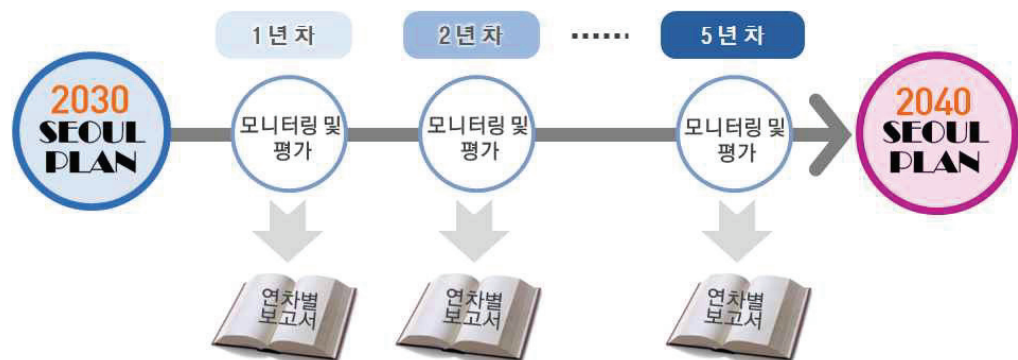 1년차
2년차
······
5년차
2030
SEOUL
PLAN
모니터링 및
평가
모니터링 및
평가
모니터링 및
평가
2040
SEOUL
PLAN
연차별
보고서
연차별
보고서
연차별
보고서